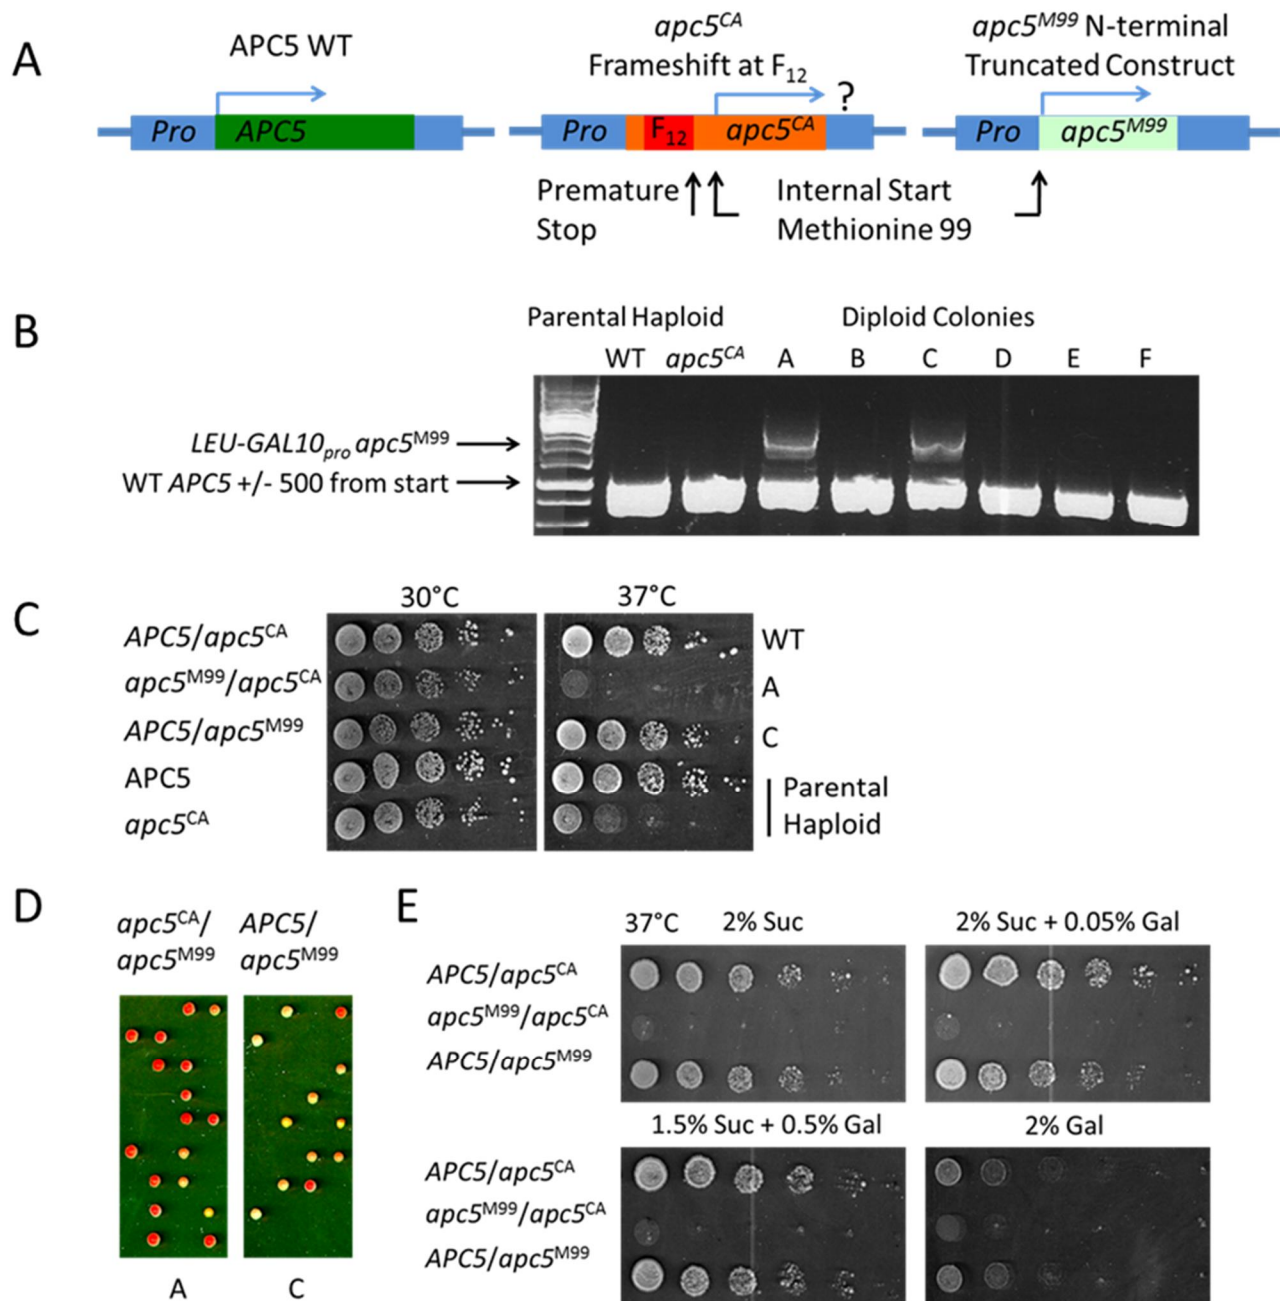 A
APC5 WT
apc5CA
Frameshift at F12
apc5M99 N-terminal
Truncated Construct
Pro APC5
Pro F12 apc5CA ?
Pro apc5M99
Premature
Stop
Internal Start
Methionine 99
B
Parental Haploid Diploid Colonies
WT apc5CA A B C D E F
LEU-GAL10pro apc5M99
WT APC5 +/- 500 from start
C
30°C 37°C
APC5/apc5CA WT
apc5M99/apc5CA A
APC5/apc5M99 C
APC5
apc5CA
Parental
Haploid
D
apc5CA/
apc5M99
APC5/
apc5M99
A C
E
37°C 2% Suc 2% Suc + 0.05% Gal
APC5/apc5CA
apc5M99/apc5CA
APC5/apc5M99
1.5% Suc + 0.5% Gal 2% Gal
APC5/apc5CA
apc5M99/apc5CA
APC5/apc5M99